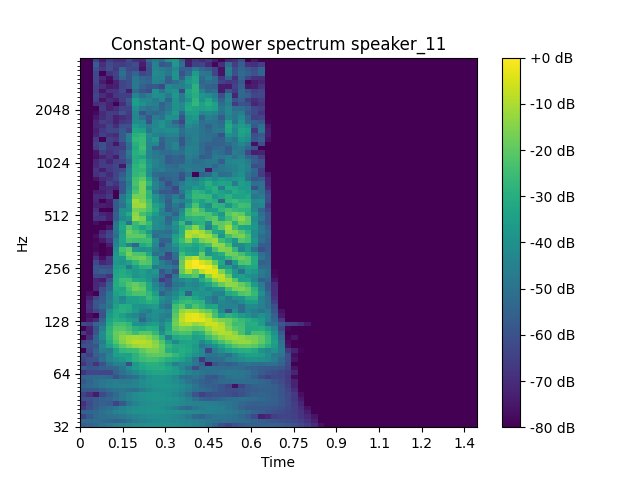 Constant-Q power spectrum speaker_11
Hz
2048
1024
512
256
128
64
32
0 0.15 0.3 0.45 0.6 0.75 0.9 1.1 1.2 1.4
Time
+0 dB
-10 dB
-20 dB
-30 dB
-40 dB
-50 dB
-60 dB
-70 dB
-80 dB